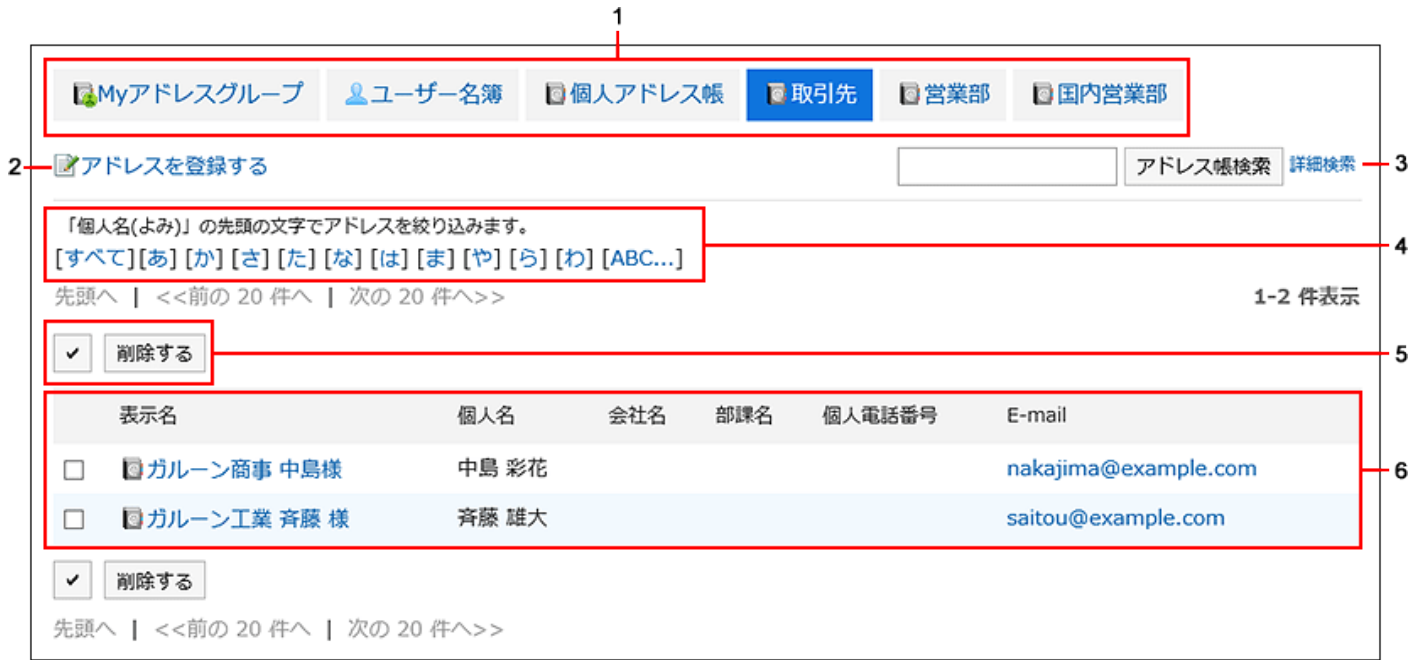 1
Myアドレスグループ ユーザー名簿 個人アドレス帳 取引先 営業部 国内営業部
2 アドレスを登録する アドレス帳検索 詳細検索 3
「個人名(よみ)」の先頭の文字でアドレスを絞り込みます。
[すべて][あ] [か] [さ] [た] [な] [は] [ま] [や] [ら] [わ] [ABC...] 4
先頭へ | <<前の 20 件へ | 次の 20 件へ>> 1-2 件表示
削除する 5
表示名 個人名 会社名 部課名 個人電話番号 E-mail
ガルーン商事 中島様 中島 彩花 nakajima@example.com 6
ガルーン工業 斉藤 様 斉藤 雄大 saitou@example.com
削除する
先頭へ | <<前の 20 件へ | 次の 20 件へ>>